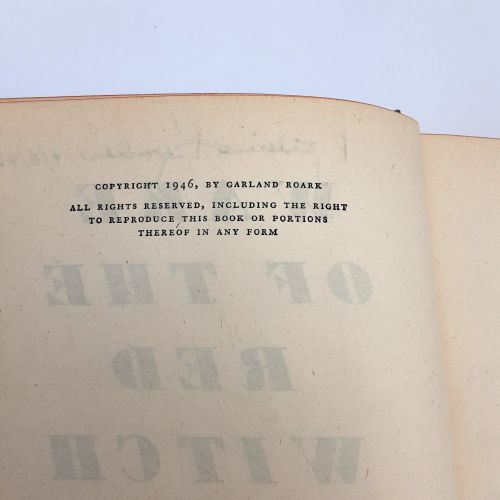 COPYRIGHT 1946, BY GARLAND ROARK
ALL RIGHTS RESERVED, INCLUDING THE RIGHT
TO REPRODUCE THIS BOOK OR PORTIONS
THEREOF IN ANY FORM
OF THE
RED
WITCH